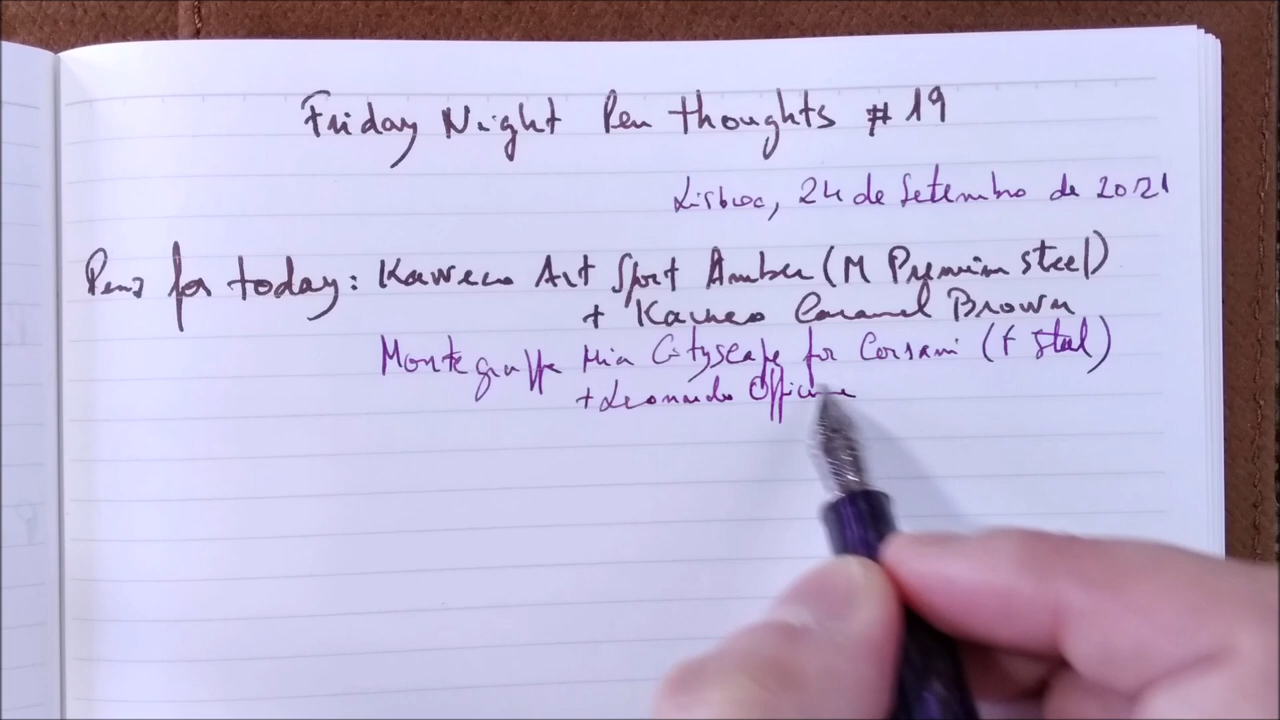 Friday Night Pen thoughts # 19
Lisboa, 24 de Setembro de 2021
Pens for today: Kaweco Art Sport Amber (M Premium steel)
+ Kaweco Caramel Brown
Montegrappa Mia Cityscape for Corsani (f steel)
+ Leonardo Officina